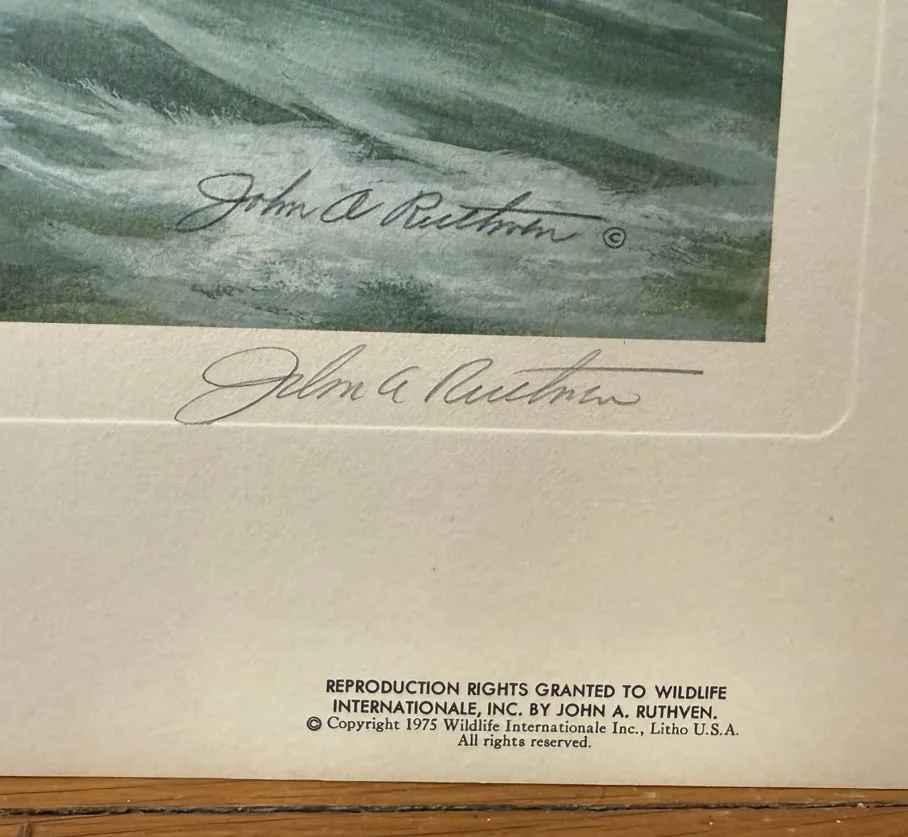 John A Ruthven ©
John A Ruthven
REPRODUCTION RIGHTS GRANTED TO WILDLIFE
INTERNATIONALE, INC. BY JOHN A. RUTHVEN.
© Copyright 1975 Wildlife Internationale Inc., Litho U.S.A.
All rights reserved.